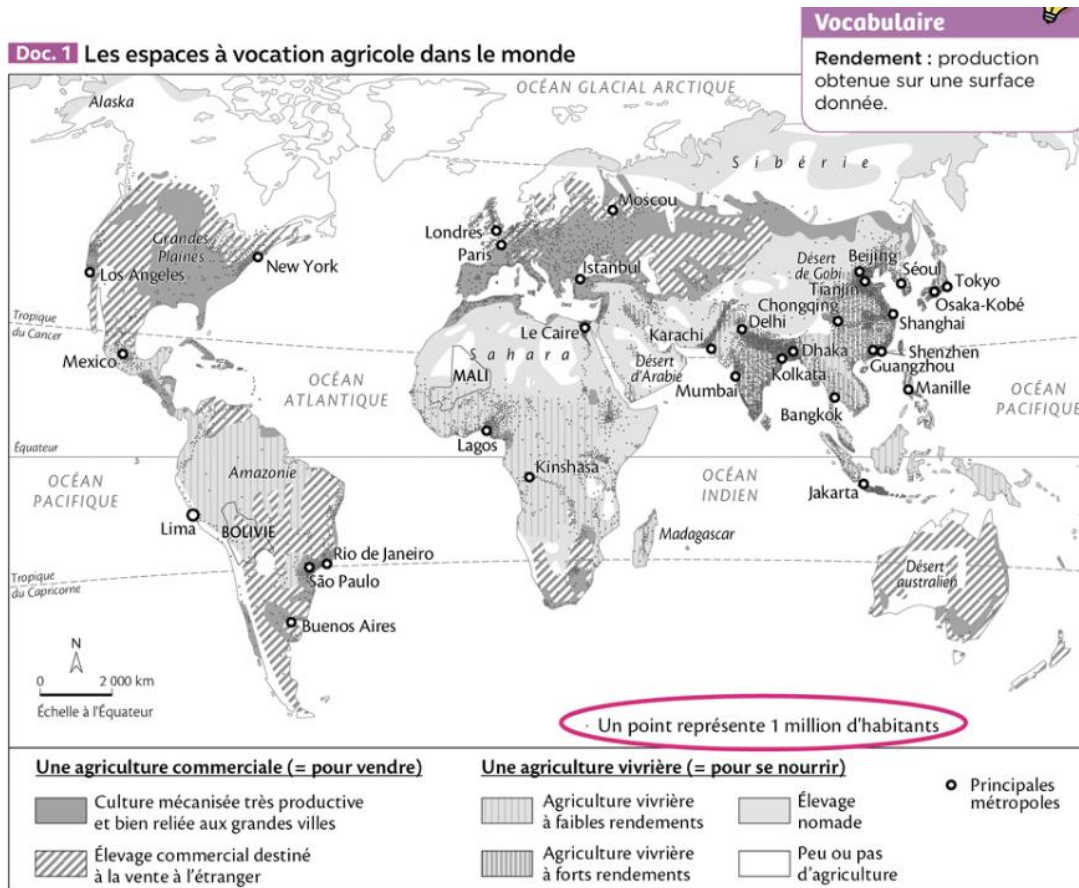 Vocabulaire
Rendement : production
obtenue sur une surface
donnée.
Doc. 1 Les espaces à vocation agricole dans le monde
OCÉAN GLACIAL ARCTIQUE
Alaska
Sibérie
Moscou
Londres
Paris
Grandes
Plaines
New York
Los Angeles
Istanbul
Désert
de Gobi
Beijing
Séoul
Tokyo
Tianjin
Osaka-Kobé
Chongqing
Shanghai
Tropique
du Cancer
Le Caire
Karachi
Delhi
Mexico
Sahara
Désert
d'Arabie
Dhaka
Shenzhen
Guangzhou
Kolkata
MALI
Mumbai
Manille
OCÉAN
ATLANTIQUE
OCÉAN
PACIFIQUE
Bangkok
Lagos
Équateur
Amazonie
Kinshasa
OCÉAN
PACIFIQUE
OCÉAN
INDIEN
Jakarta
Lima
BOLIVIE
Madagascar
Rio de Janeiro
São Paulo
Désert
australien
Tropique
du Capricorne
Buenos Aires
N
0 2 000 km
Échelle à l'Équateur
Un point représente 1 million d'habitants
Une agriculture commerciale (= pour vendre)
Culture mécanisée très productive
et bien reliée aux grandes villes
Élevage commercial destiné
à la vente à l'étranger
Une agriculture vivrière (= pour se nourrir)
Agriculture vivrière
à faibles rendements
Agriculture vivrière
à forts rendements
Élevage
nomade
Peu ou pas
d'agriculture
Principales
métropoles